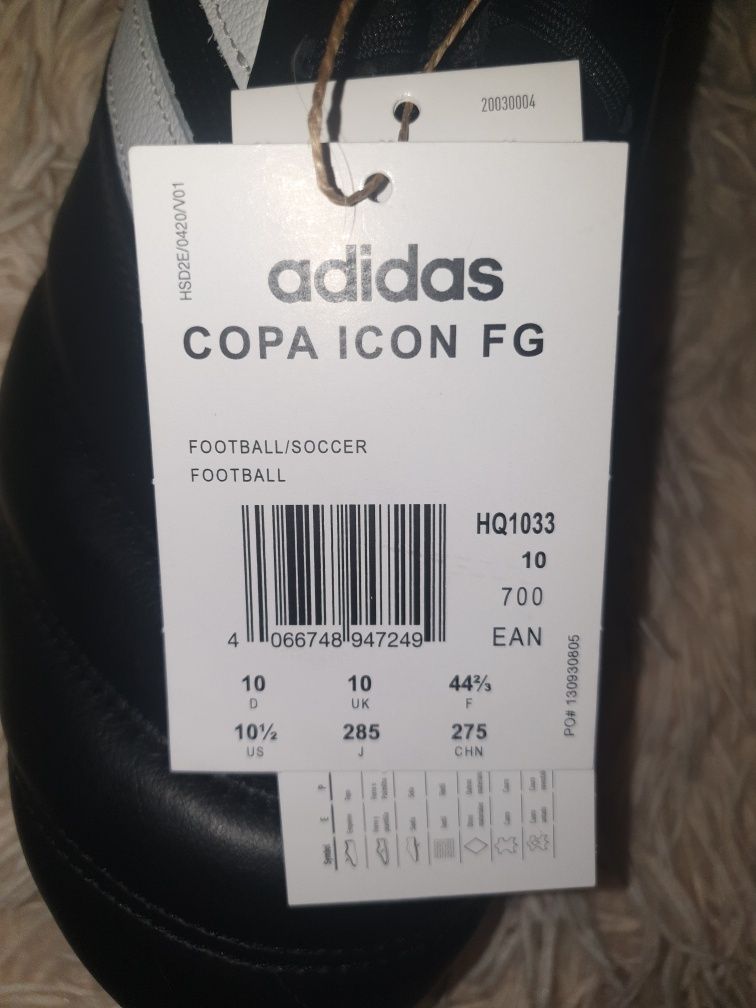 20030004
HSD2E/0420/V01
adidas
COPA ICON FG
FOOTBALL/SOCCER
FOOTBALL
HQ1033
10
700
EAN
4 066748 947249
10 10 44⅔
D UK F
10½ 285 275
US J CHN
PO# 130930805